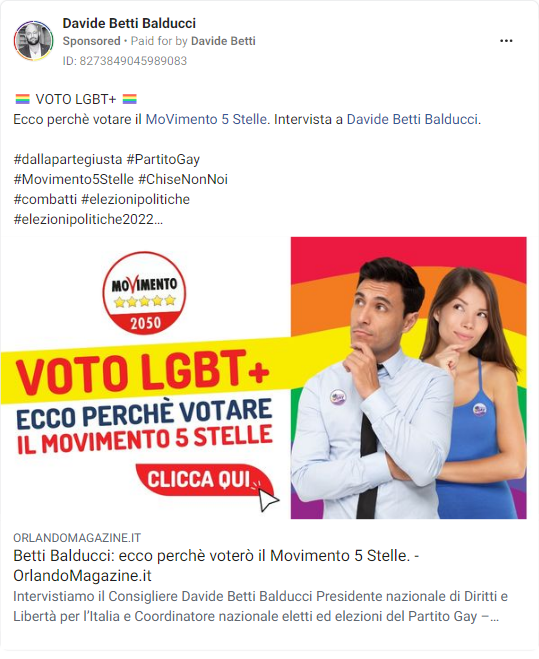 Davide Betti Balducci
Sponsored • Paid for by Davide Betti
ID: 8273849045989083
VOTO LGBT+
Ecco perchè votare il MoVimento 5 Stelle. Intervista a Davide Betti Balducci.
#dallapartegiusta #PartitoGay
#Movimento5Stelle #ChiseNonNoi
#combatti #elezionipolitiche
#elezionipolitiche2022...
MOVIMENTO
2050
VOTO LGBT+
ECCO PERCHÈ VOTARE
IL MOVIMENTO 5 STELLE
CLICCA QUI
ORLANDOMAGAZINE.IT
Betti Balducci: ecco perchè voterò il Movimento 5 Stelle. -
OrlandoMagazine.it
Intervistiamo il Consigliere Davide Betti Balducci Presidente nazionale di Diritti e
Libertà per l’Italia e Coordinatore nazionale eletti ed elezioni del Partito Gay –...